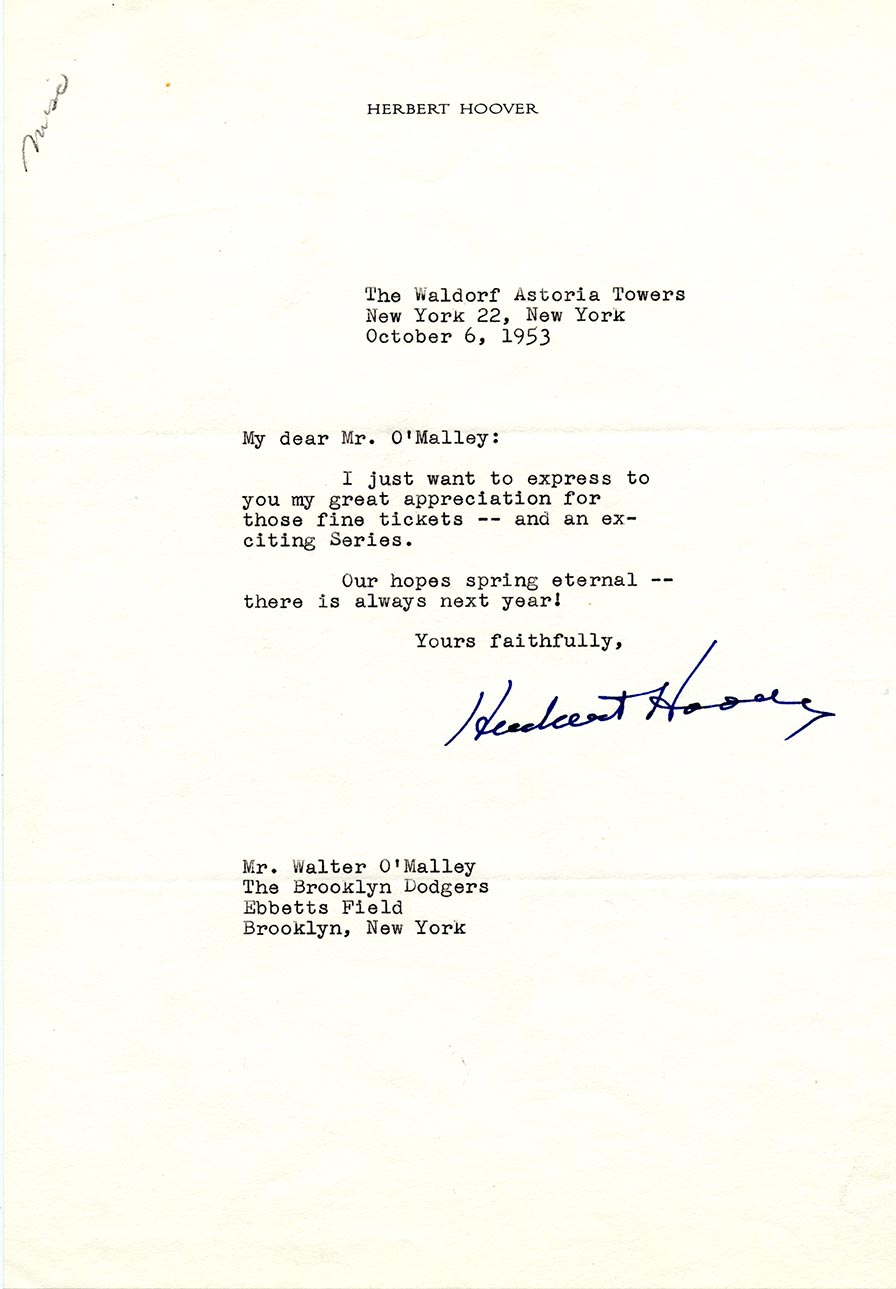 misc
HERBERT HOOVER
The Waldorf Astoria Towers
New York 22, New York
October 6, 1953
My dear Mr. O'Malley:
I just want to express to
you my great appreciation for
those fine tickets -- and an ex-
citing Series.
Our hopes spring eternal --
there is always next year!
Yours faithfully,
Herbert Hoover
Mr. Walter O'Malley
The Brooklyn Dodgers
Ebbetts Field
Brooklyn, New York